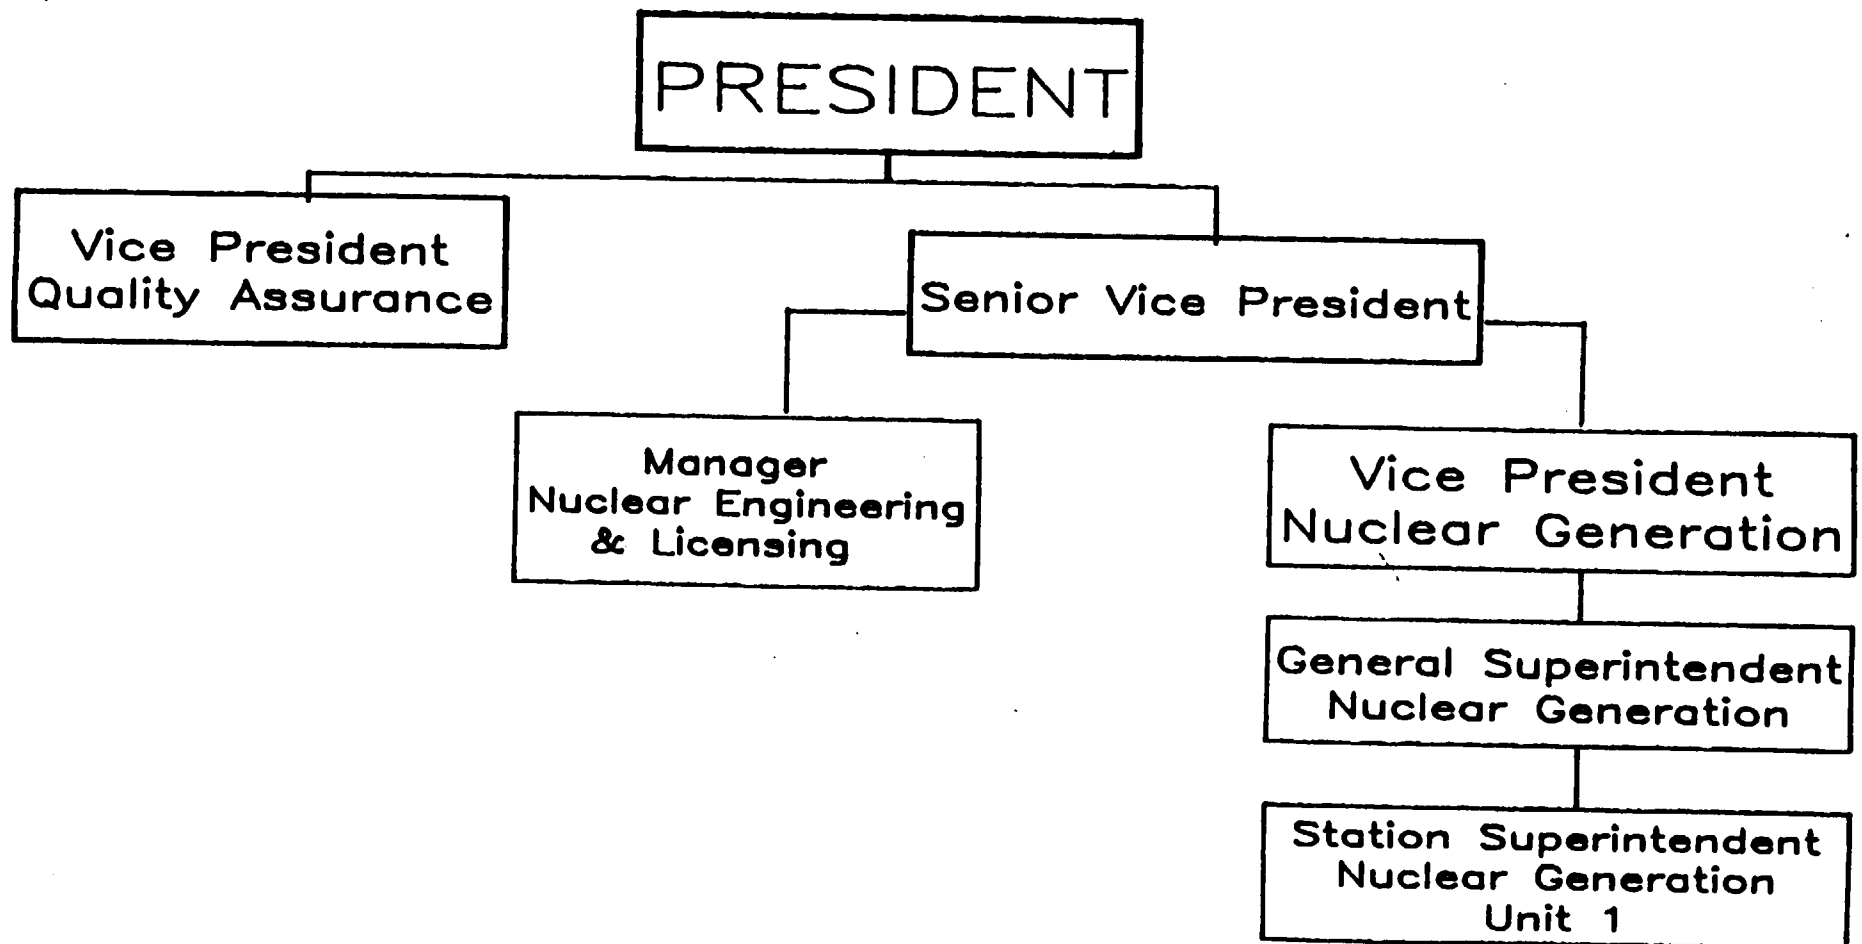 PRESIDENT
Vice President
Quality Assurance
Senior Vice President
Manager
Nuclear Engineering
& Licensing
Vice President
Nuclear Generation
General Superintendent
Nuclear Generation
Station Superintendent
Nuclear Generation
Unit 1